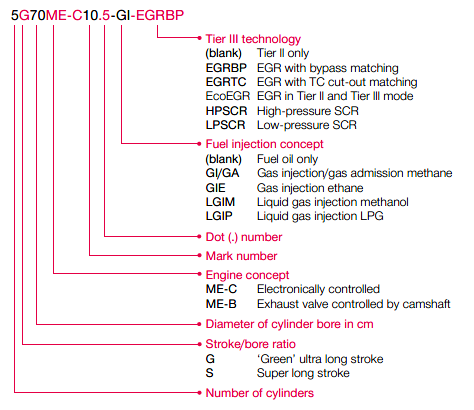 5G70ME-C10.5-GI-EGRBP
Tier III technology
(blank) Tier II only
EGRBP EGR with bypass matching
EGRTC EGR with TC cut-out matching
EcoEGR EGR in Tier II and Tier III mode
HPSCR High-pressure SCR
LPSCR Low-pressure SCR
Fuel injection concept
(blank) Fuel oil only
GI/GA Gas injection/gas admission methane
GIE Gas injection ethane
LGIM Liquid gas injection methanol
LGIP Liquid gas injection LPG
Dot (.) number
Mark number
Engine concept
ME-C Electronically controlled
ME-B Exhaust valve controlled by camshaft
Diameter of cylinder bore in cm
Stroke/bore ratio
G ‘Green’ ultra long stroke
S Super long stroke
Number of cylinders